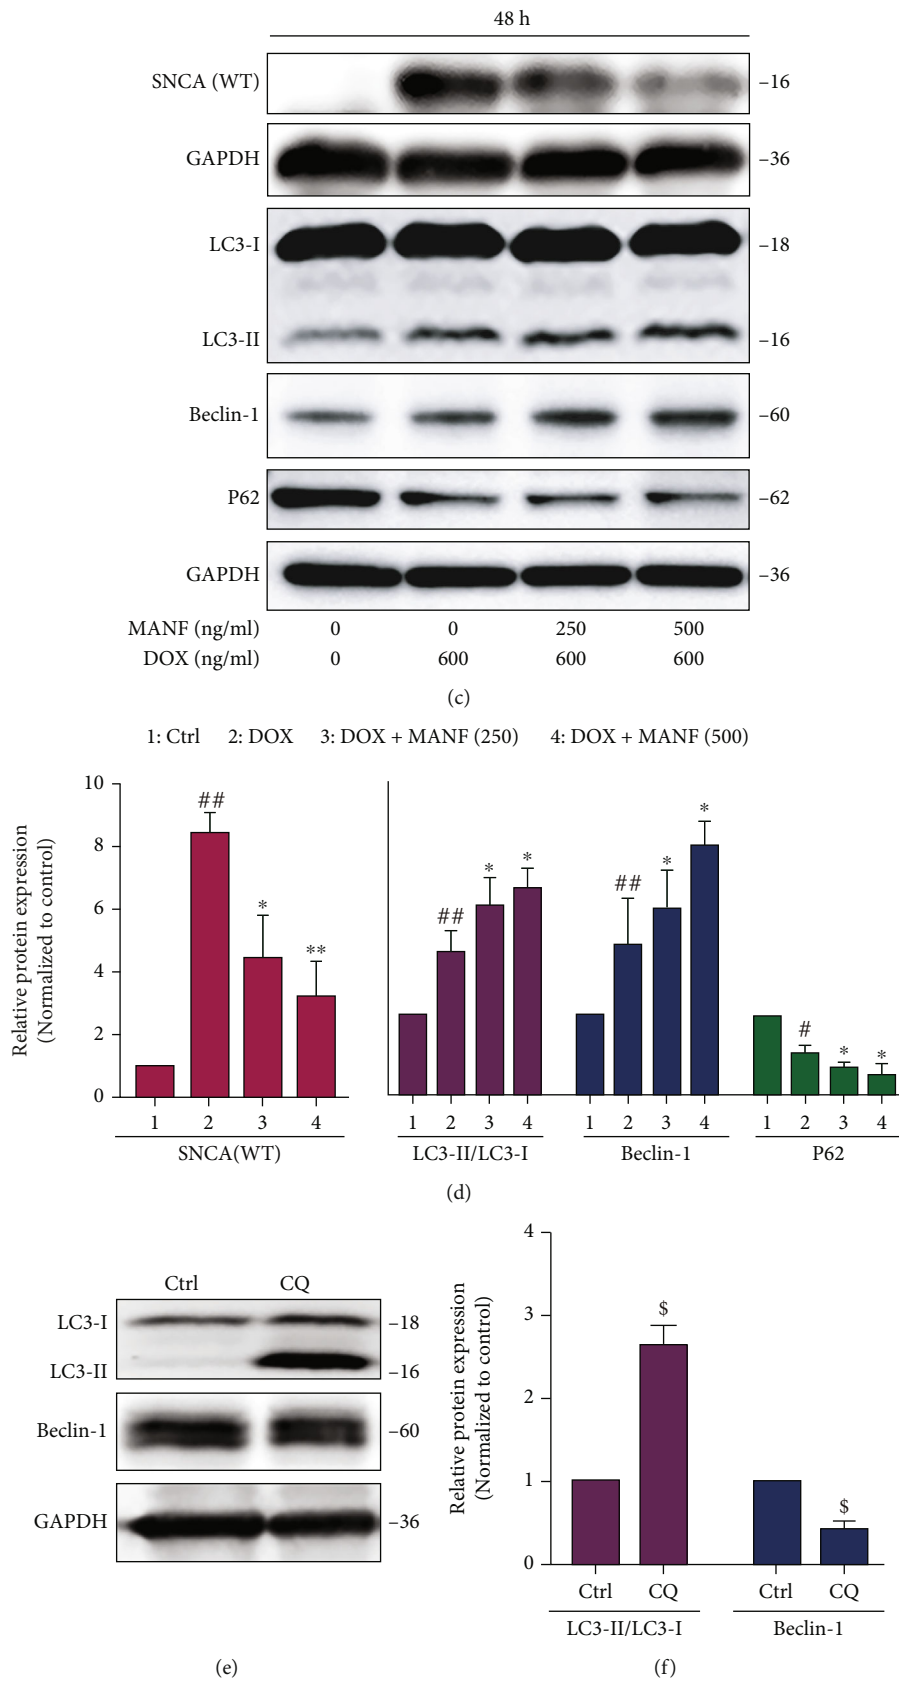 48 h
SNCA (WT)
–16
GAPDH
–36
LC3-I
–18
LC3-II
–16
Beclin-1
–60
P62
–62
GAPDH
–36
MANF (ng/ml) 0 0 250 500
DOX (ng/ml) 0 600 600 600
(c)
1: Ctrl 2: DOX 3: DOX + MANF (250) 4: DOX + MANF (500)
Relative protein expression
(Normalized to control)
10
8
6
4
2
0
##
*
**
##
*
*
##
*
*
#
*
*
1 2 3 4 1 2 3 4 1 2 3 4 1 2 3 4
SNCA(WT) LC3-II/LC3-I Beclin-1 P62
(d)
Ctrl CQ
LC3-I
–18
LC3-II
–16
Beclin-1
–60
GAPDH
–36
(e)
Relative protein expression
(Normalized to control)
4
3
2
1
0
$
$
Ctrl CQ Ctrl CQ
LC3-II/LC3-I Beclin-1
(f)